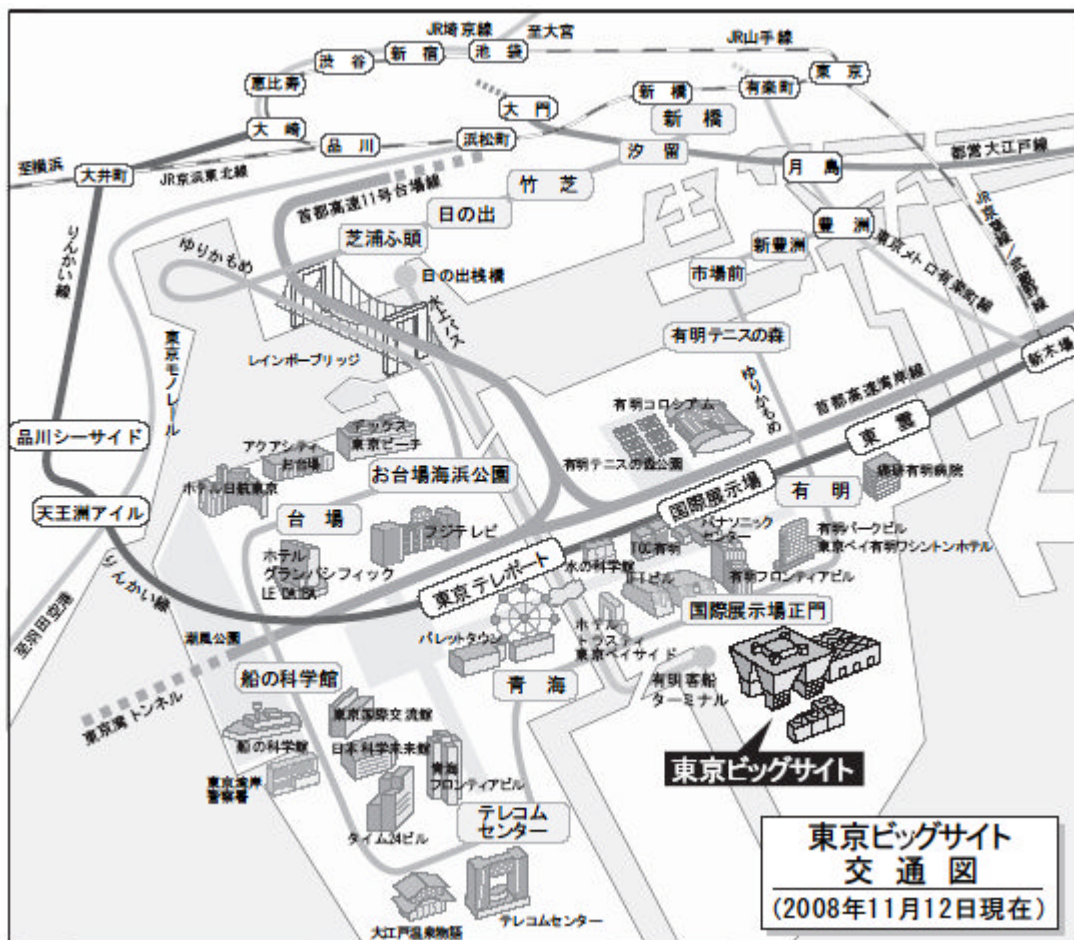 JR埼京線
至大宮
JR山手線
渋谷
新宿
池袋
恵比寿
東京
有楽町
新橋
大門
新橋
大崎
品川
浜松町
汐留
至横浜
大井町
JR京浜東北線
月島
都営大江戸線
首都高速11号台場線
竹芝
日の出
芝浦ふ頭
豊洲
新豊洲
市場前
東京メトロ有楽町線
りんかい線
ゆりかもめ
日の出桟橋
水上バス
レインボーブリッジ
有明テニスの森
新木場
首都高速湾岸線
東京モノレール
ゆりかもめ
品川シーサイド
デックス
東京ビーチ
アクアシティ
お台場
有明コロシアム
有明テニスの森公園
東雲
ホテル日航東京
お台場海浜公園
国際展示場
有明
癌研有明病院
天王洲アイル
台場
フジテレビ
パナソニック
センター
有明パークビル
東京ベイ有明ワシントンホテル
TOC有明
水の科学館
TFTビル
有明フロンティアビル
ホテル
グランパシフィック
LE DAIBA
りんかい線
東京テレポート
国際展示場正門
至羽田空港
潮風公園
パレットタウン
ホテル
トラスティ
東京ベイサイド
東京湾トンネル
船の科学館
青海
有明客船
ターミナル
東京国際交流館
船の科学館
日本科学未来館
青海
フロンティアビル
東京湾岸
警察署
東京ビッグサイト
タイム24ビル
テレコム
センター
大江戸温泉物語
テレコムセンター
東京ビッグサイト
交通図
(2008年11月12日現在)